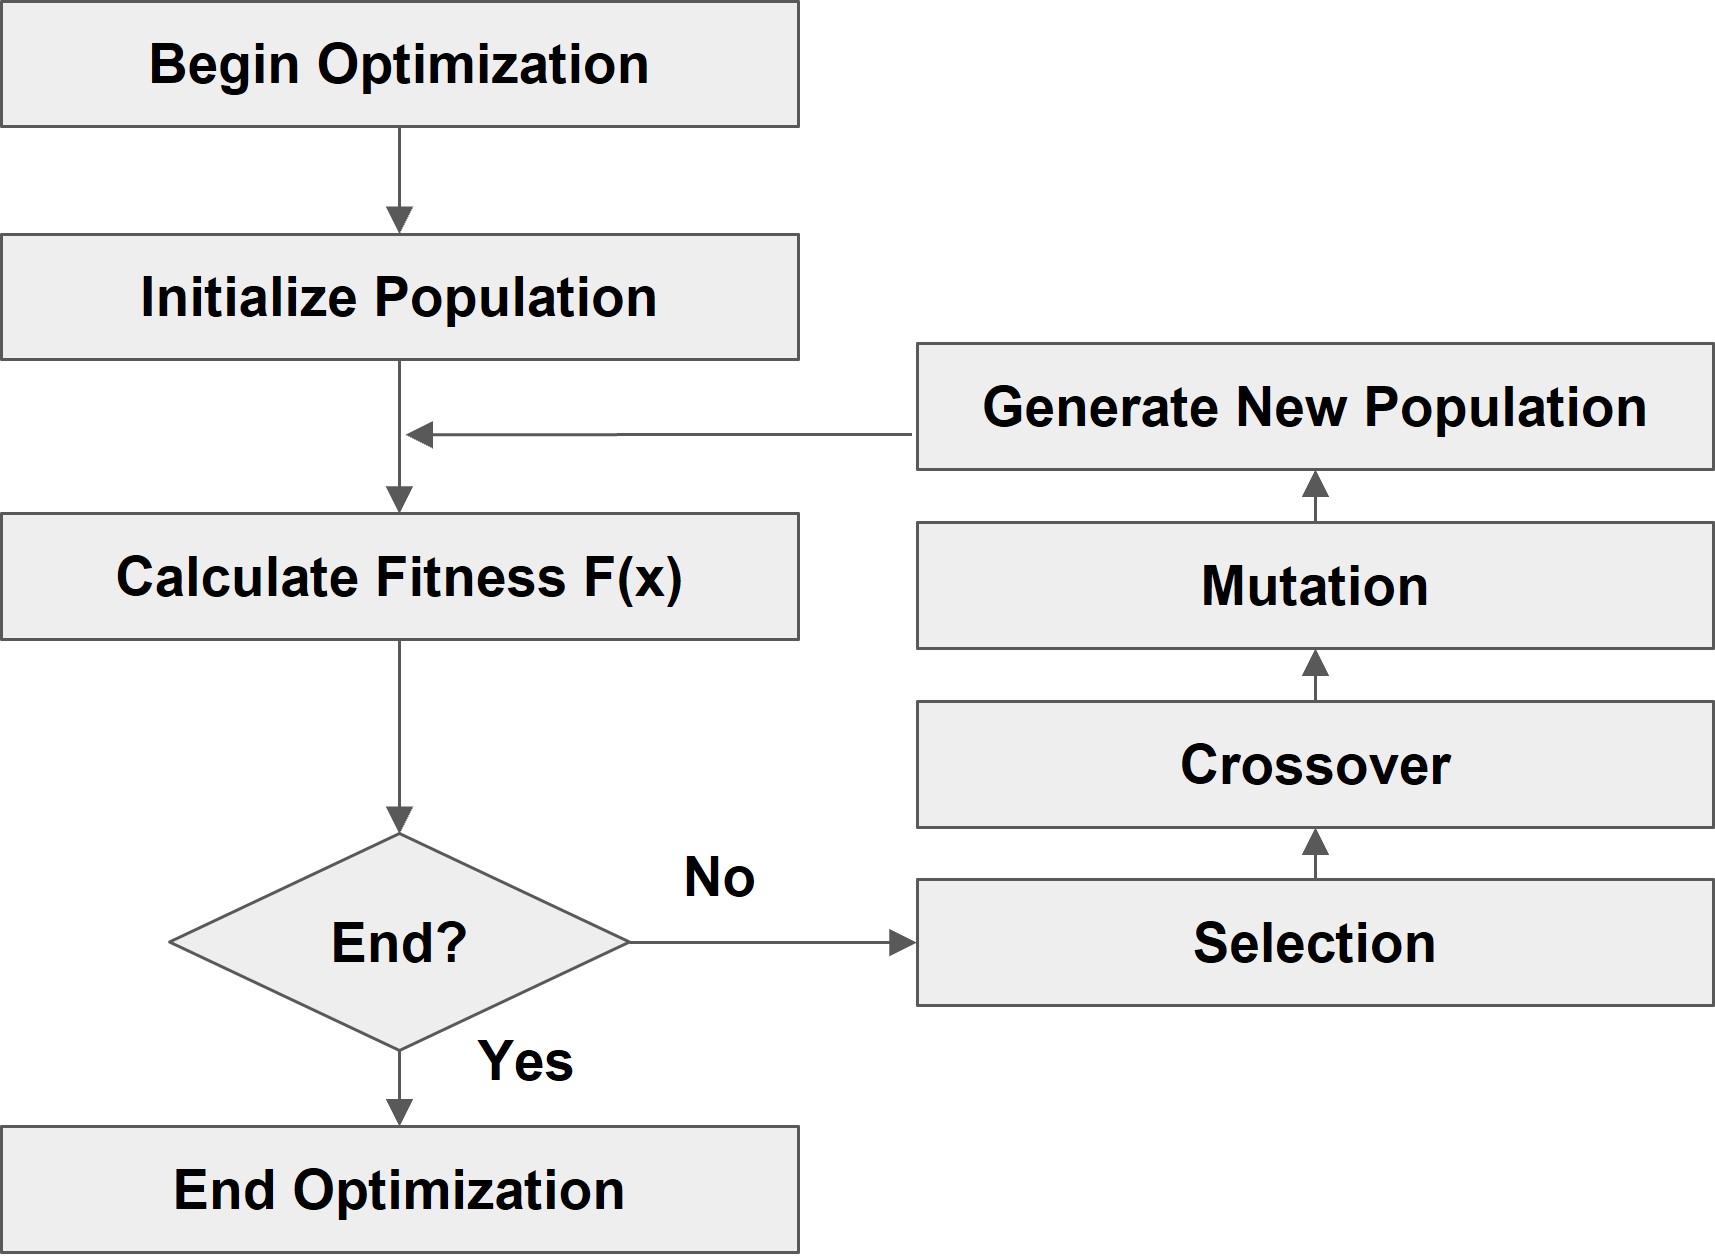 Begin Optimization
Initialize Population
Generate New Population
Calculate Fitness F(x)
Mutation
Crossover
No
End?
Selection
Yes
End Optimization